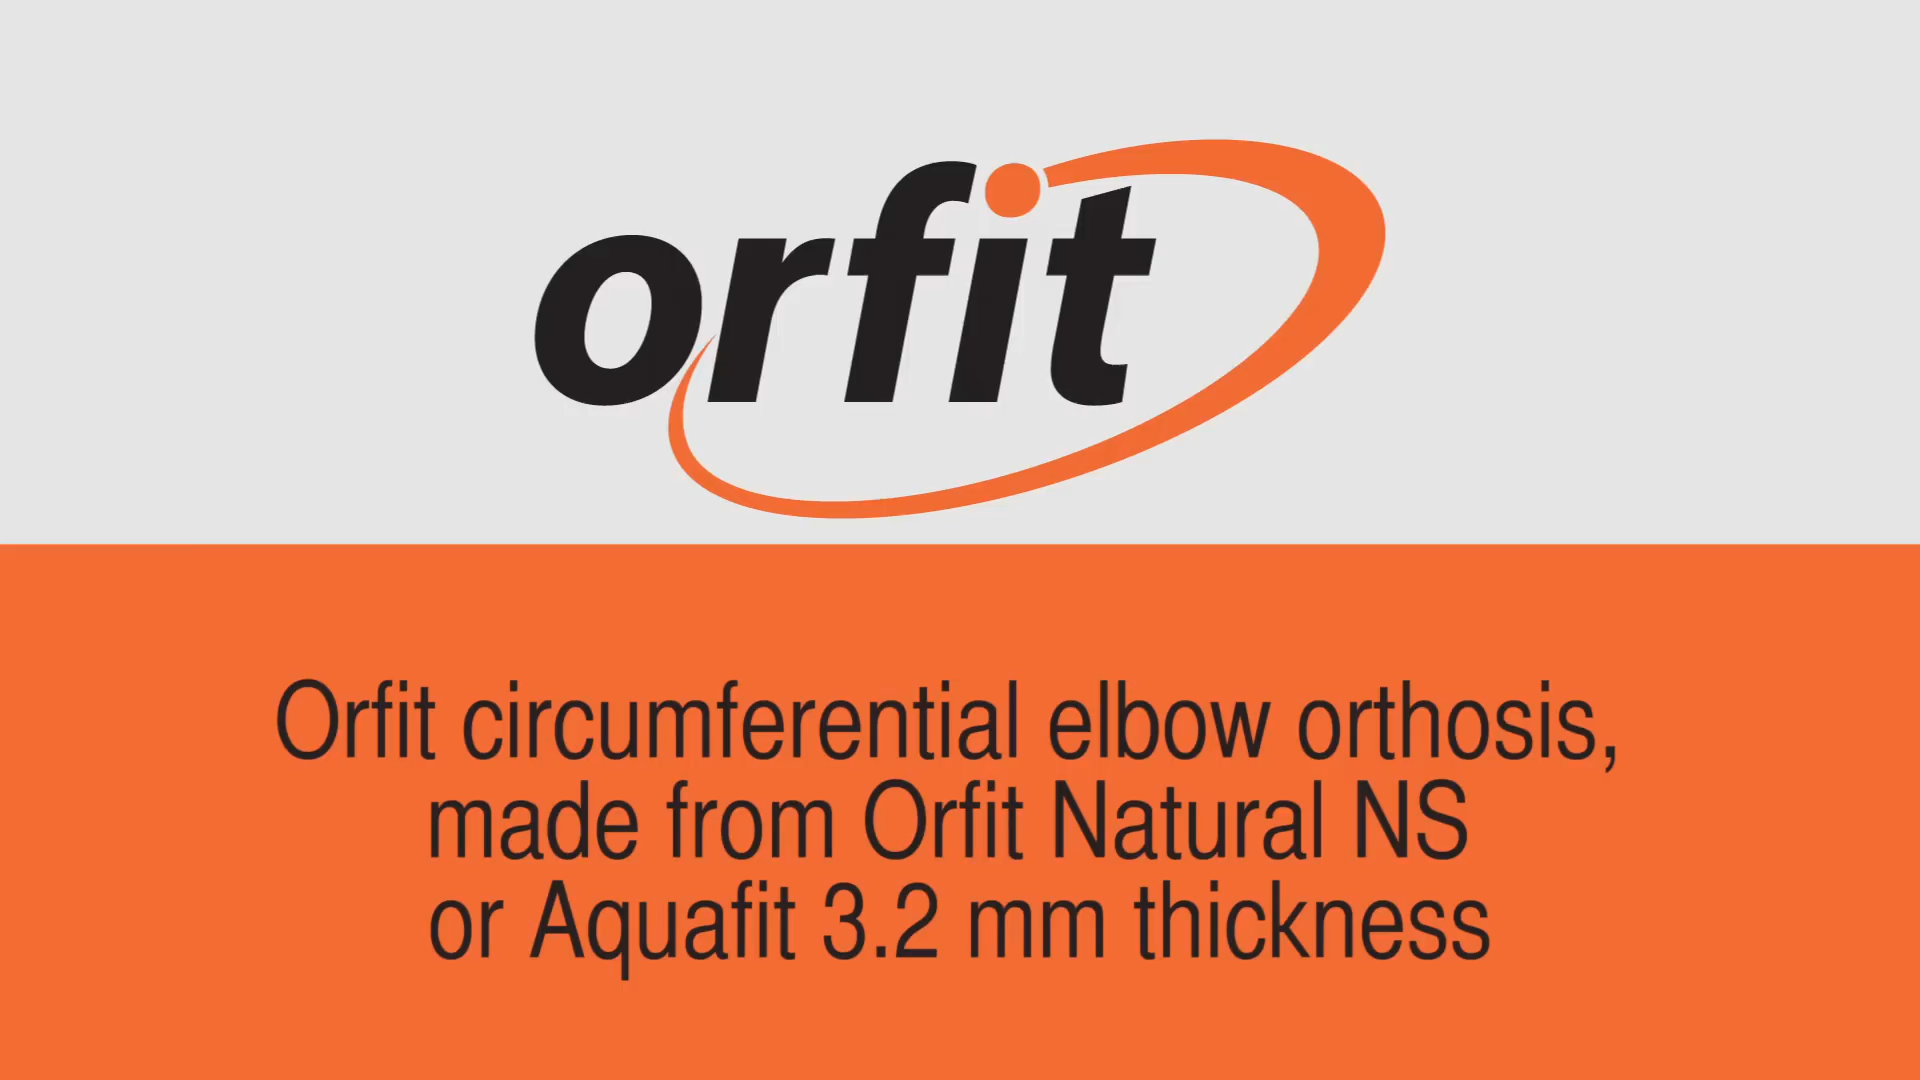 orfit
Orfit circumferential elbow orthosis,
made from Orfit Natural NS
or Aquafit 3.2 mm thickness